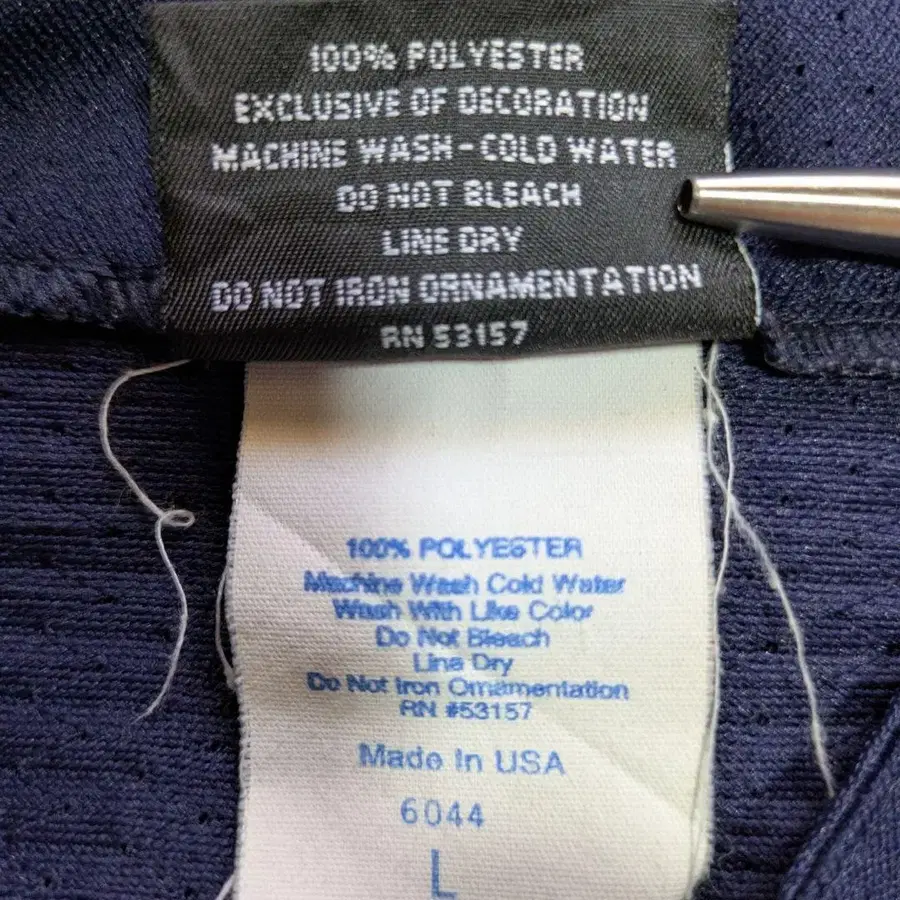 100% POLYESTER
EXCLUSIVE OF DECORATION
MACHINE WASH-COLD WATER
DO NOT BLEACH
LINE DRY
DO NOT IRON ORNAMENTATION
RN 53157
100% POLYESTER
Machine Wash Cold Water
Wash With Like Color
Do Not Bleach
Line Dry
Do Not Iron Ornamentation
RN #53157
Made In USA
6044
L